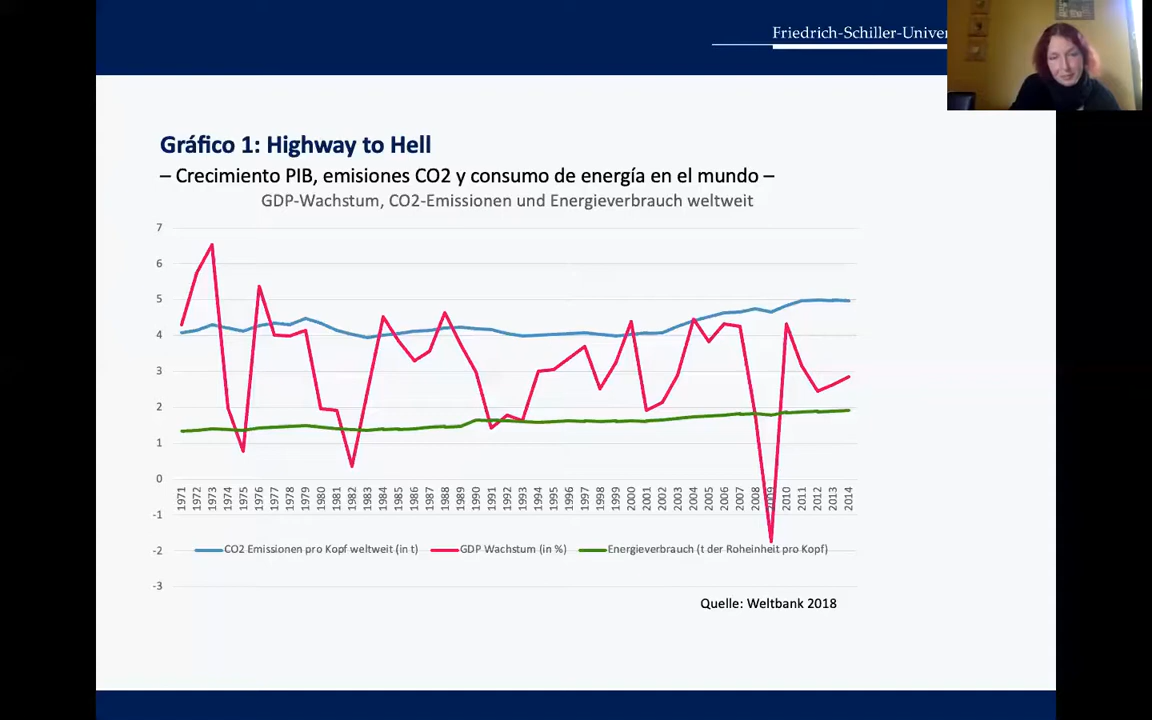 Friedrich-Schiller-Univer
Gráfico 1: Highway to Hell
– Crecimiento PIB, emisiones CO2 y consumo de energía en el mundo –
GDP-Wachstum, CO2-Emissionen und Energieverbrauch weltweit
7
6
5
4
3
2
1
0
-1
-2
-3
1971 1972 1973 1974 1975 1976 1977 1978 1979 1980 1981 1982 1983 1984 1985 1986 1987 1988 1989 1990 1991 1992 1993 1994 1995 1996 1997 1998 1999 2000 2001 2002 2003 2004 2005 2006 2007 2008 2009 2010 2011 2012 2013 2014
CO2 Emissionen pro Kopf weltweit (in t) GDP Wachstum (in %) Energieverbrauch (t der Roheinheit pro Kopf)
Quelle: Weltbank 2018